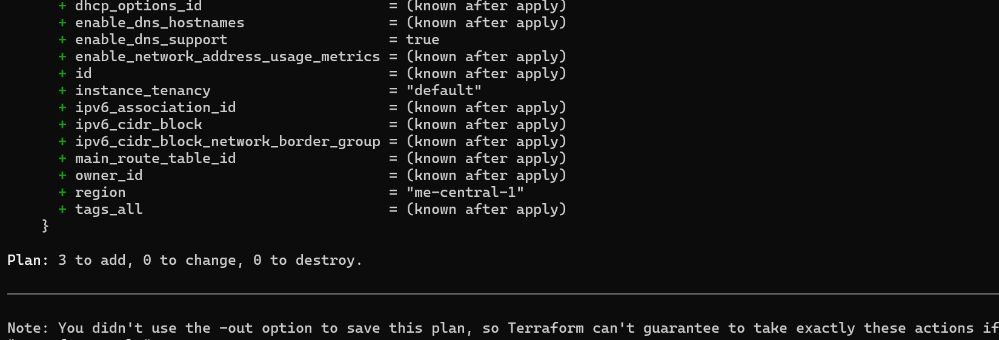 + dhcp_options_id = (known after apply)
+ enable_dns_hostnames = (known after apply)
+ enable_dns_support = true
+ enable_network_address_usage_metrics = (known after apply)
+ id = (known after apply)
+ instance_tenancy = "default"
+ ipv6_association_id = (known after apply)
+ ipv6_cidr_block = (known after apply)
+ ipv6_cidr_block_network_border_group = (known after apply)
+ main_route_table_id = (known after apply)
+ owner_id = (known after apply)
+ region = "me-central-1"
+ tags_all = (known after apply)
}
Plan: 3 to add, 0 to change, 0 to destroy.
Note: You didn't use the -out option to save this plan, so Terraform can't guarantee to take exactly these actions if